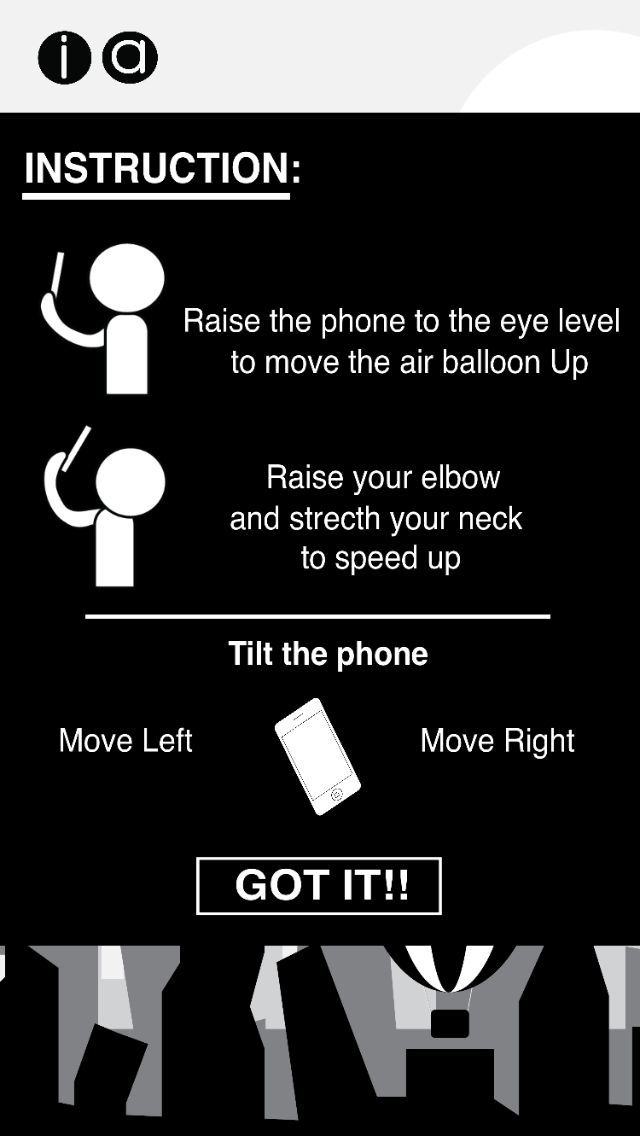 i a
INSTRUCTION:
Raise the phone to the eye level
to move the air balloon Up
Raise your elbow
and strecth your neck
to speed up
Tilt the phone
Move Left
Move Right
GOT IT!!